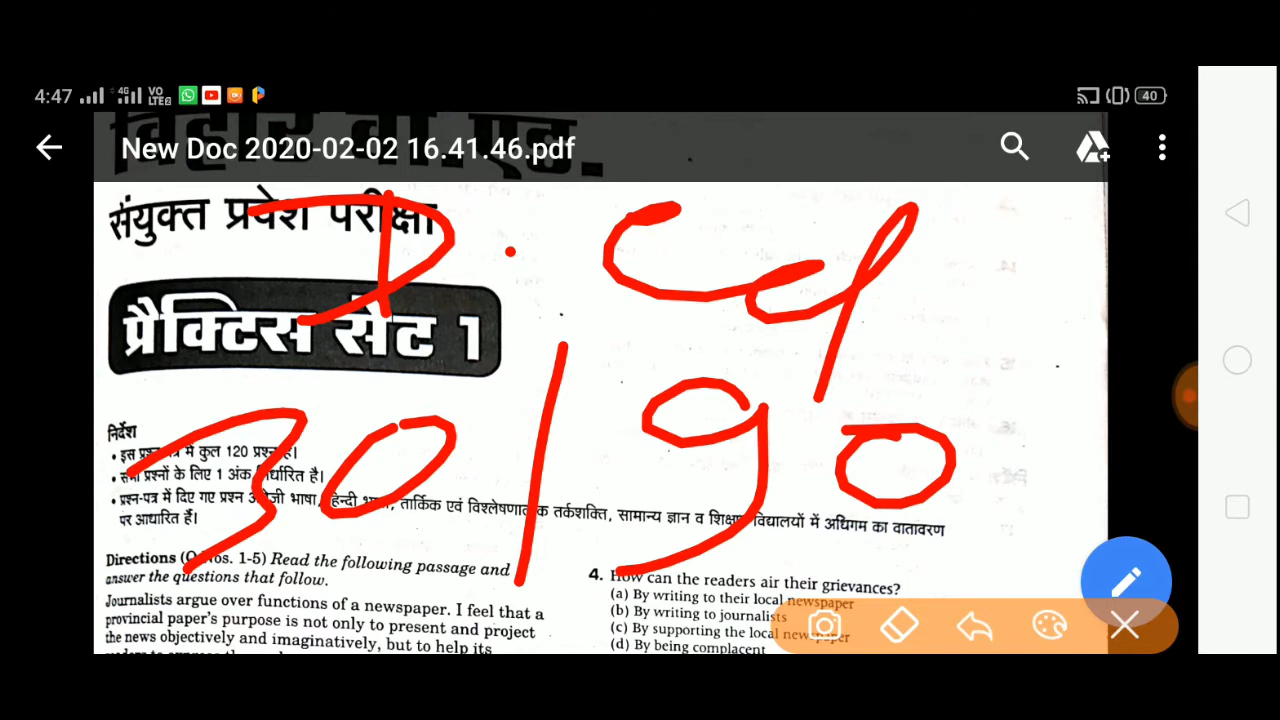 4:47 4G VO LTE2 40
बिहार बी.एड.
New Doc 2020-02-02 16.41.46.pdf
संयुक्त प्रवेश परीक्षा
प्रैक्टिस सेट 1
30/90
निर्देश
• इस प्रश्न-पत्र में कुल 120 प्रश्न हैं।
• सभी प्रश्नों के लिए 1 अंक निर्धारित है।
• प्रश्न-पत्र में दिए गए प्रश्न अंग्रेजी भाषा, हिन्दी भाषा, तार्किक एवं विश्लेषणात्मक तर्कशक्ति, सामान्य ज्ञान व शिक्षण विद्यालयों में अधिगम का वातावरण
पर आधारित हैं।
Directions (Q.Nos. 1-5) Read the following passage and
answer the questions that follow.
Journalists argue over functions of a newspaper. I feel that a
provincial paper's purpose is not only to present and project
the news objectively and imaginatively, but to help its
4. How can the readers air their grievances?
(a) By writing to their local newspaper
(b) By writing to journalists
(c) By supporting the local newspaper
(d) By being complacent